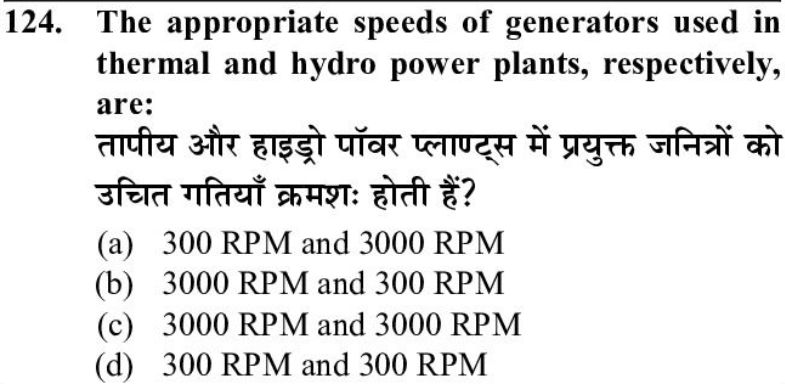 124. The appropriate speeds of generators used in
thermal and hydro power plants, respectively,
are:
तापीय और हाइड्रो पॉवर प्लाण्ट्स में प्रयुक्त जनित्रों को
उचित गतियाँ क्रमशः होती हैं?
(a) 300 RPM and 3000 RPM
(b) 3000 RPM and 300 RPM
(c) 3000 RPM and 3000 RPM
(d) 300 RPM and 300 RPM